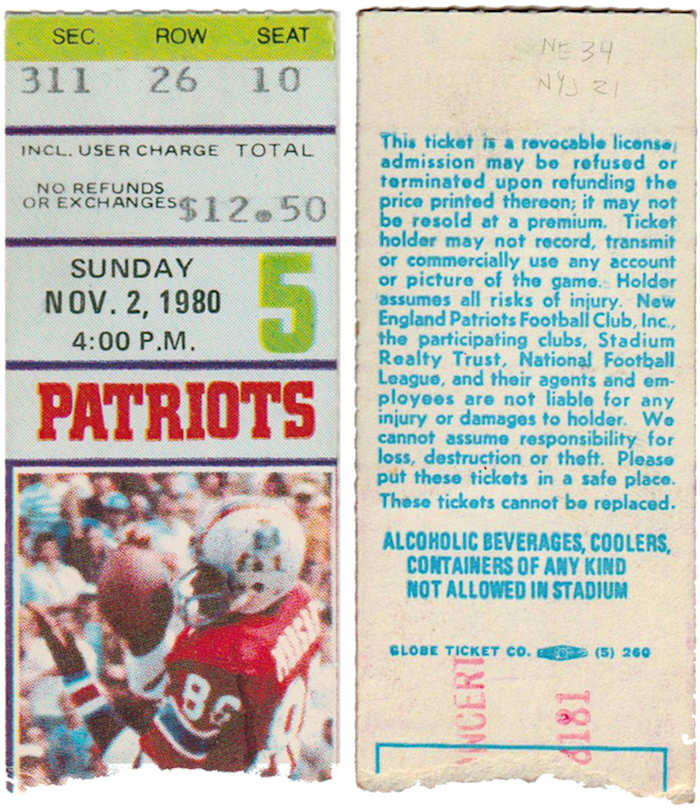 SEC. ROW SEAT
311 26 10
INCL. USER CHARGE TOTAL
NO REFUNDS
OR EXCHANGES $12.50
SUNDAY
NOV. 2, 1980
4:00 P.M.
5
PATRIOTS
86
NE 34
NYJ 21
This ticket is a revocable license,
admission may be refused or
terminated upon refunding the
price printed thereon; it may not
be resold at a premium. Ticket
holder may not record, transmit
or commercially use any account
or picture of the game. Holder
assumes all risks of injury. New
England Patriots Football Club, Inc.,
the participating clubs, Stadium
Realty Trust, National Football
League, and their agents and em-
ployees are not liable for any
injury or damages to holder. We
cannot assume responsibility for
loss, destruction or theft. Please
put these tickets in a safe place.
These tickets cannot be replaced.
ALCOHOLIC BEVERAGES, COOLERS,
CONTAINERS OF ANY KIND
NOT ALLOWED IN STADIUM
GLOBE TICKET CO. (5) 260
NCERT
8181